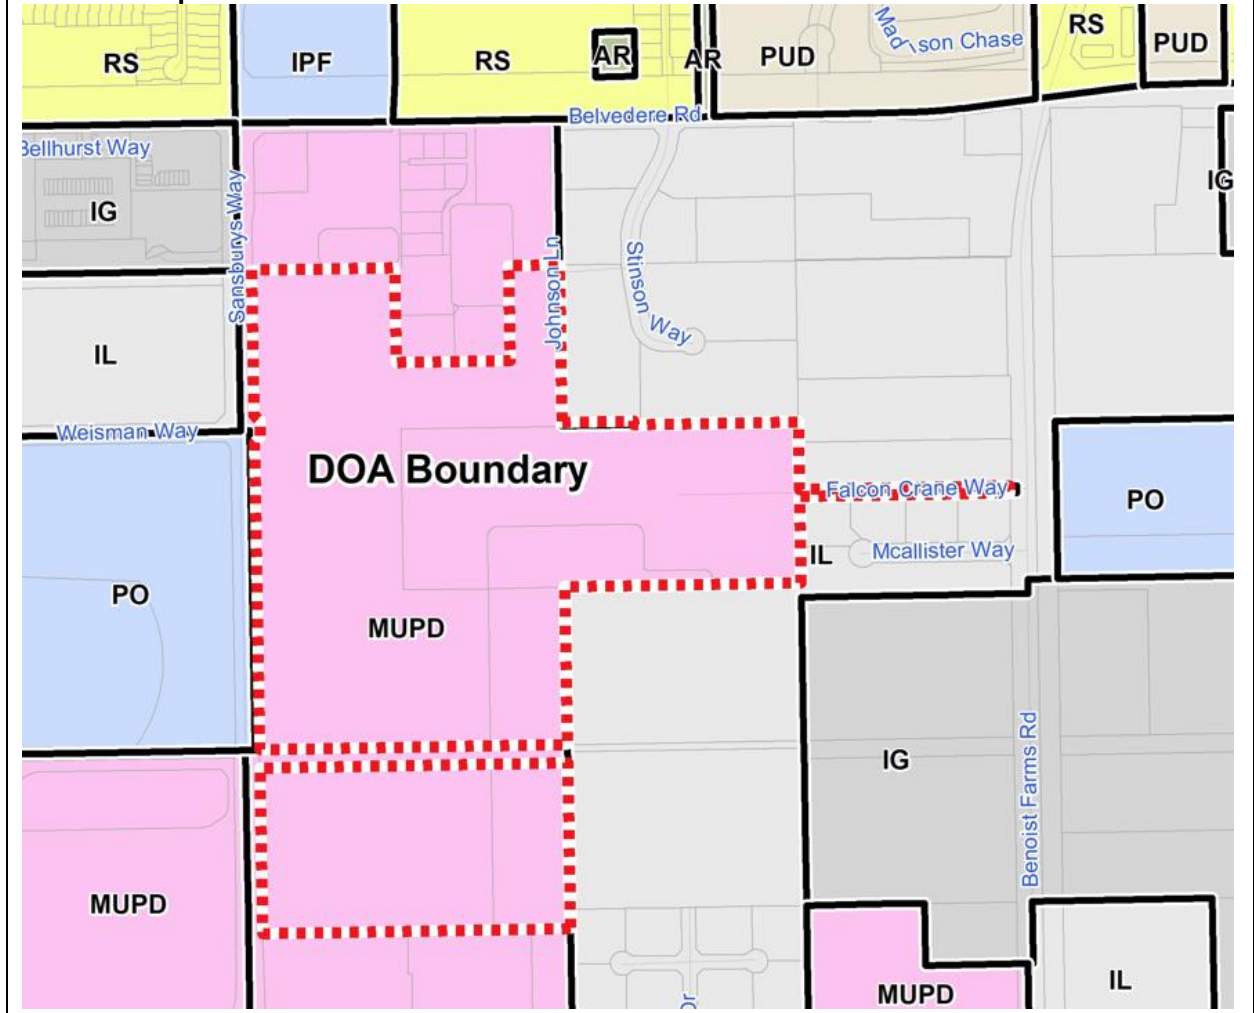 RS
IPF
RS
AR
AR
PUD
Madison Chase
RS
PUD
Belvedere Rd
Bellhurst Way
IG
Sansburys Way
IG
Johnson Ln
Stinson Way
IL
Weisman Way
DOA Boundary
Falcon Crane Way
PO
IL
Mcallister Way
PO
MUPD
IG
Benoist Farms Rd
MUPD
MUPD
IL
Dr